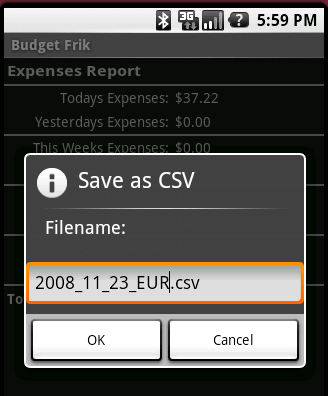 3G
?
5:59 PM
Budget Frik
Expenses Report
Todays Expenses: $37.22
Yesterdays Expenses: $0.00
This Weeks Expenses: $0.00
Save as CSV
Filename:
2008_11_23_EUR.csv
To
OK
Cancel